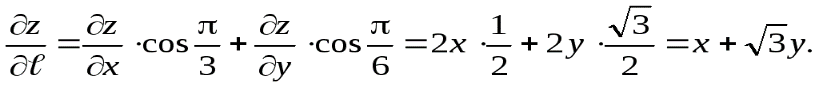 ∂z/∂ℓ = ∂z/∂x · cos π/3 + ∂z/∂y · cos π/6 = 2x · 1/2 + 2y · √3/2 = x + √3y.